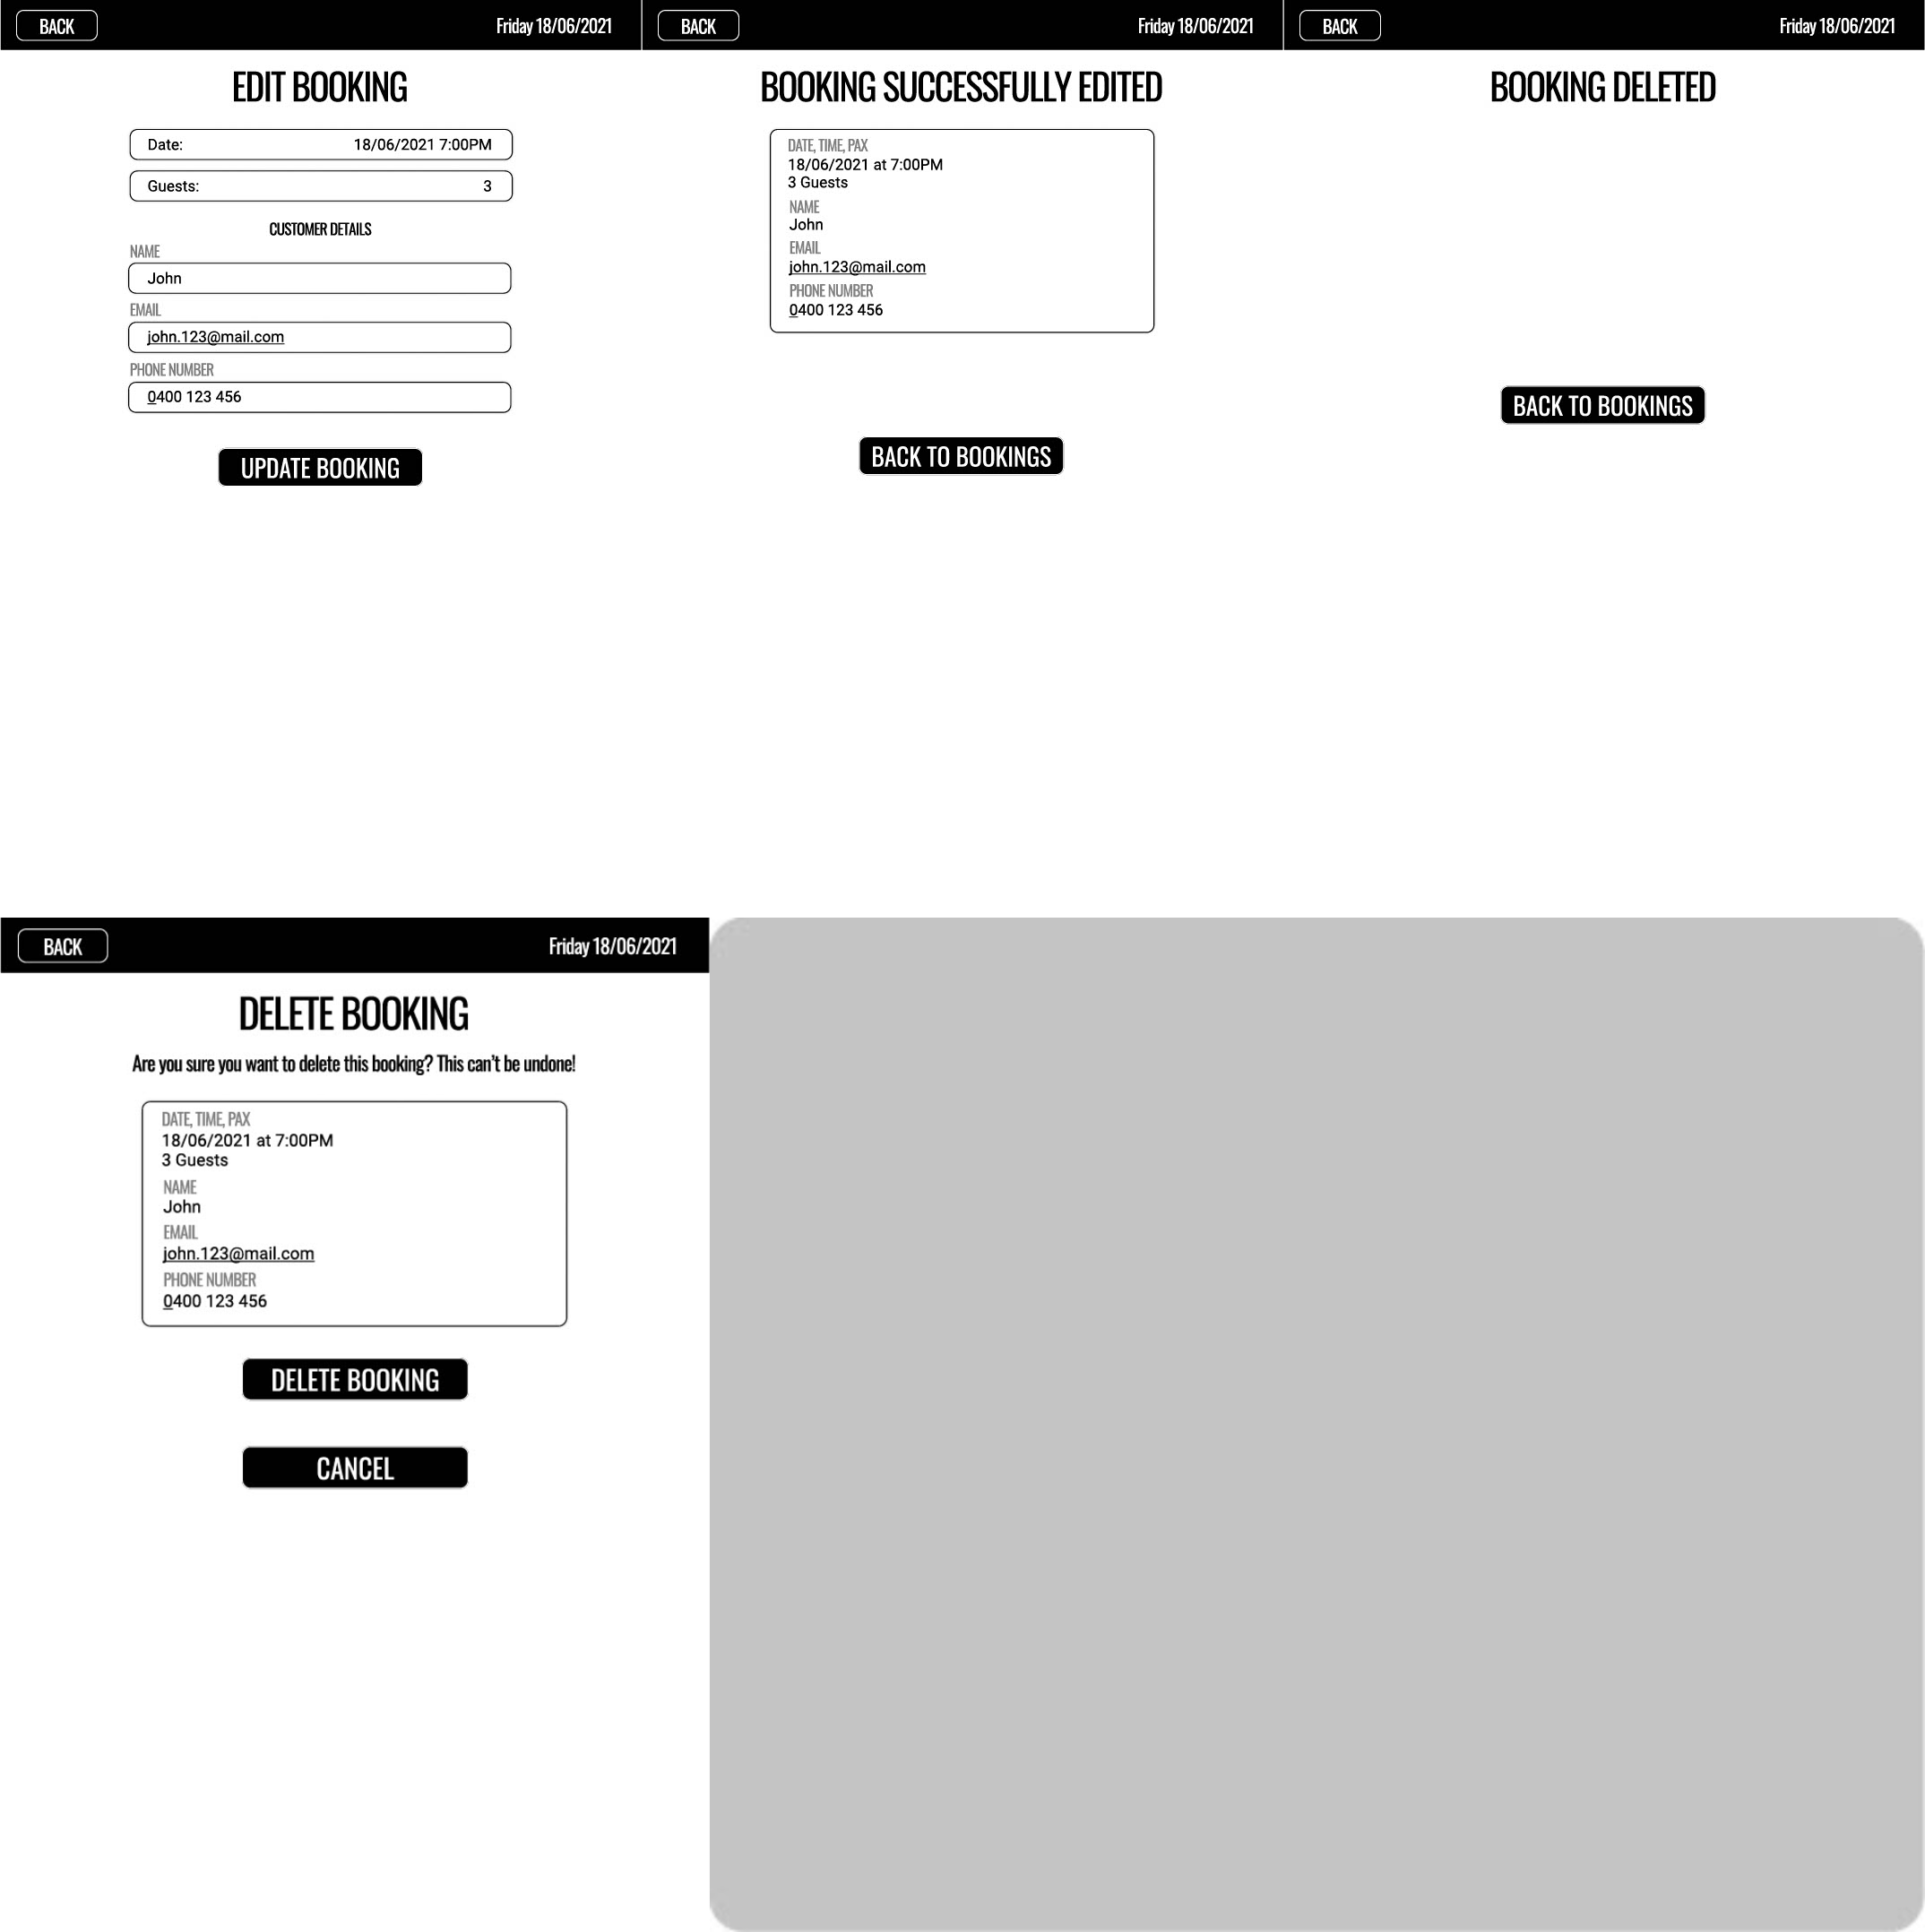 BACK
Friday 18/06/2021
EDIT BOOKING
Date: 18/06/2021 7:00PM
Guests: 3
CUSTOMER DETAILS
NAME
John
EMAIL
john.123@mail.com
PHONE NUMBER
0400 123 456
UPDATE BOOKING
BACK
Friday 18/06/2021
BOOKING SUCCESSFULLY EDITED
DATE, TIME, PAX
18/06/2021 at 7:00PM
3 Guests
NAME
John
EMAIL
john.123@mail.com
PHONE NUMBER
0400 123 456
BACK TO BOOKINGS
BACK
Friday 18/06/2021
BOOKING DELETED
BACK TO BOOKINGS
BACK
Friday 18/06/2021
DELETE BOOKING
Are you sure you want to delete this booking? This can’t be undone!
DATE, TIME, PAX
18/06/2021 at 7:00PM
3 Guests
NAME
John
EMAIL
john.123@mail.com
PHONE NUMBER
0400 123 456
DELETE BOOKING
CANCEL